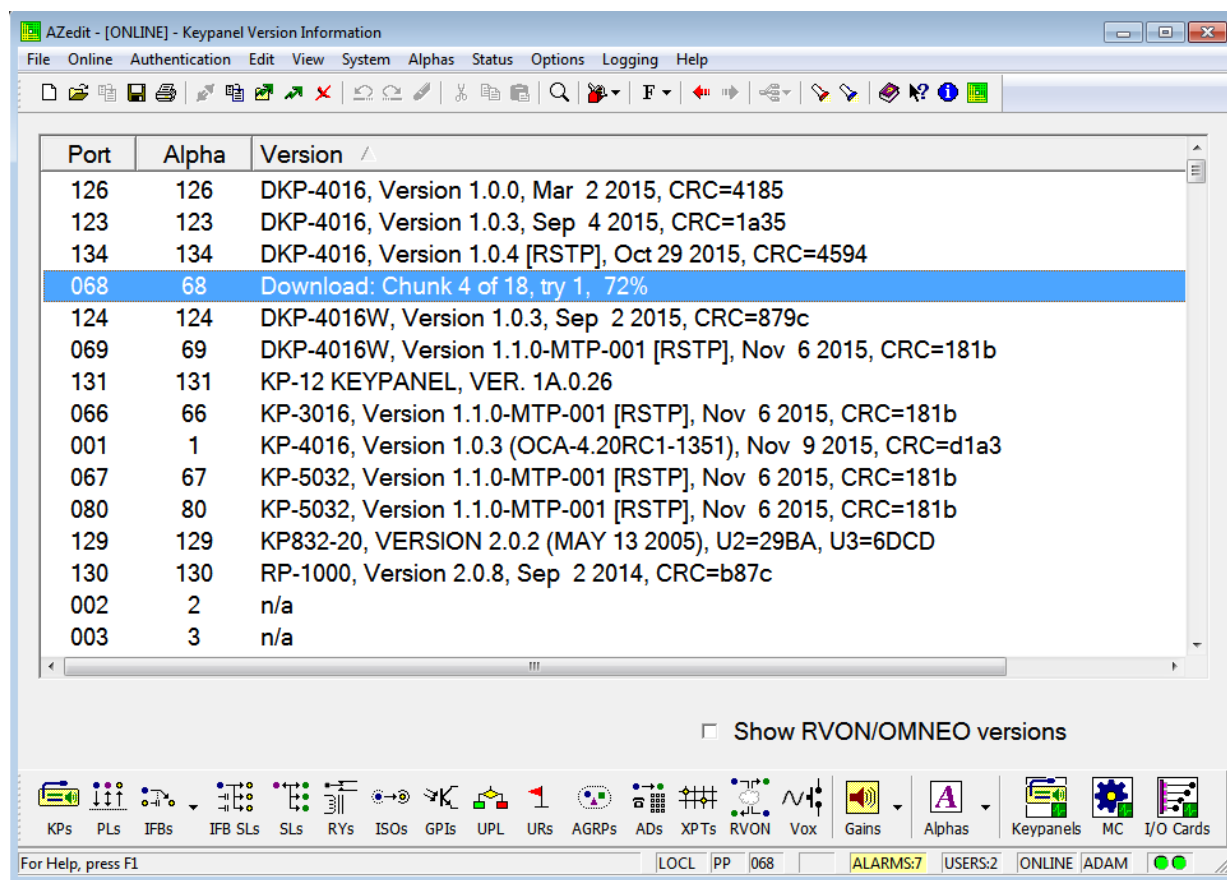 AZedit - [ONLINE] - Keypanel Version Information
File Online Authentication Edit View System Alphas Status Options Logging Help
F
Port Alpha Version
126 126 DKP-4016, Version 1.0.0, Mar  2 2015, CRC=4185
123 123 DKP-4016, Version 1.0.3, Sep  4 2015, CRC=1a35
134 134 DKP-4016, Version 1.0.4 [RSTP], Oct 29 2015, CRC=4594
068 68 Download: Chunk 4 of 18, try 1,  72%
124 124 DKP-4016W, Version 1.0.3, Sep  2 2015, CRC=879c
069 69 DKP-4016W, Version 1.1.0-MTP-001 [RSTP], Nov  6 2015, CRC=181b
131 131 KP-12 KEYPANEL, VER. 1A.0.26
066 66 KP-3016, Version 1.1.0-MTP-001 [RSTP], Nov  6 2015, CRC=181b
001 1 KP-4016, Version 1.0.3 (OCA-4.20RC1-1351), Nov  9 2015, CRC=d1a3
067 67 KP-5032, Version 1.1.0-MTP-001 [RSTP], Nov  6 2015, CRC=181b
080 80 KP-5032, Version 1.1.0-MTP-001 [RSTP], Nov  6 2015, CRC=181b
129 129 KP832-20, VERSION 2.0.2 (MAY 13 2005), U2=29BA, U3=6DCD
130 130 RP-1000, Version 2.0.8, Sep  2 2014, CRC=b87c
002 2 n/a
003 3 n/a
Show RVON/OMNEO versions
A
KPs PLs IFBs IFB SLs SLs RYs ISOs GPIs UPL URs AGRPs ADs XPTs RVON Vox Gains Alphas Keypanels MC I/O Cards
For Help, press F1 LOCL PP 068 ALARMS:7 USERS:2 ONLINE ADAM